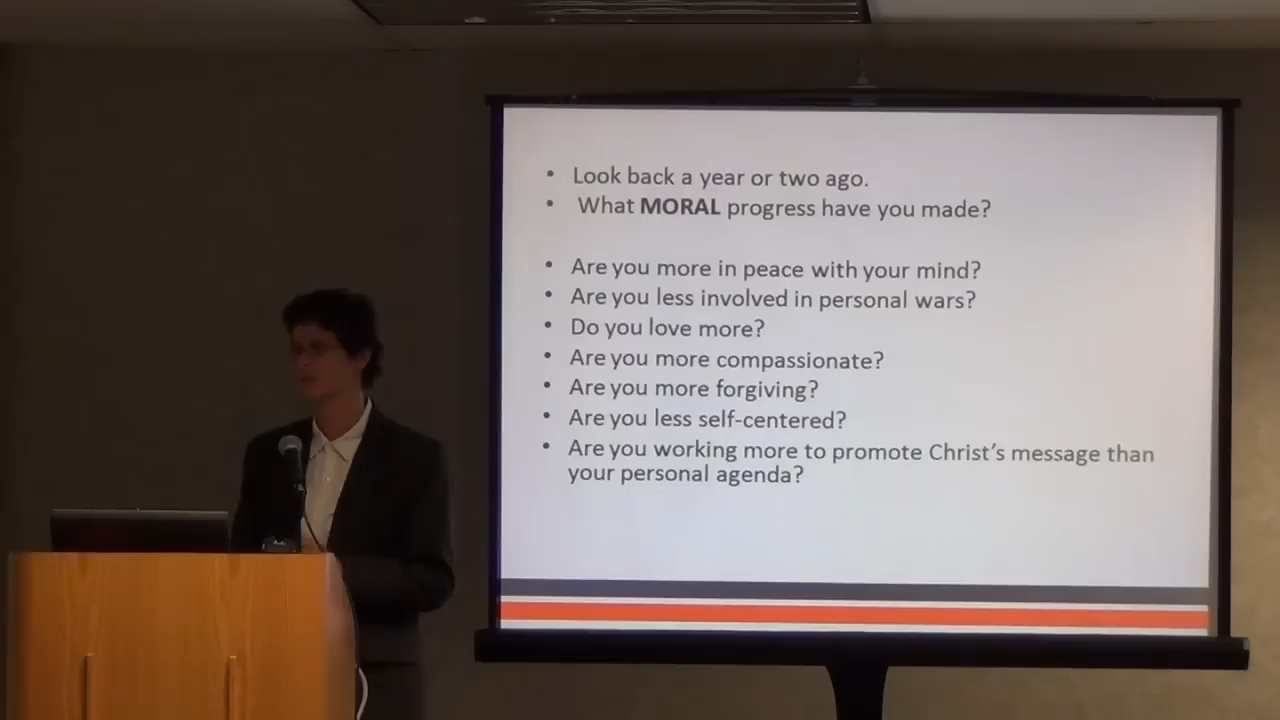 • Look back a year or two ago.
• What MORAL progress have you made?
• Are you more in peace with your mind?
• Are you less involved in personal wars?
• Do you love more?
• Are you more compassionate?
• Are you more forgiving?
• Are you less self-centered?
• Are you working more to promote Christ’s message than
your personal agenda?